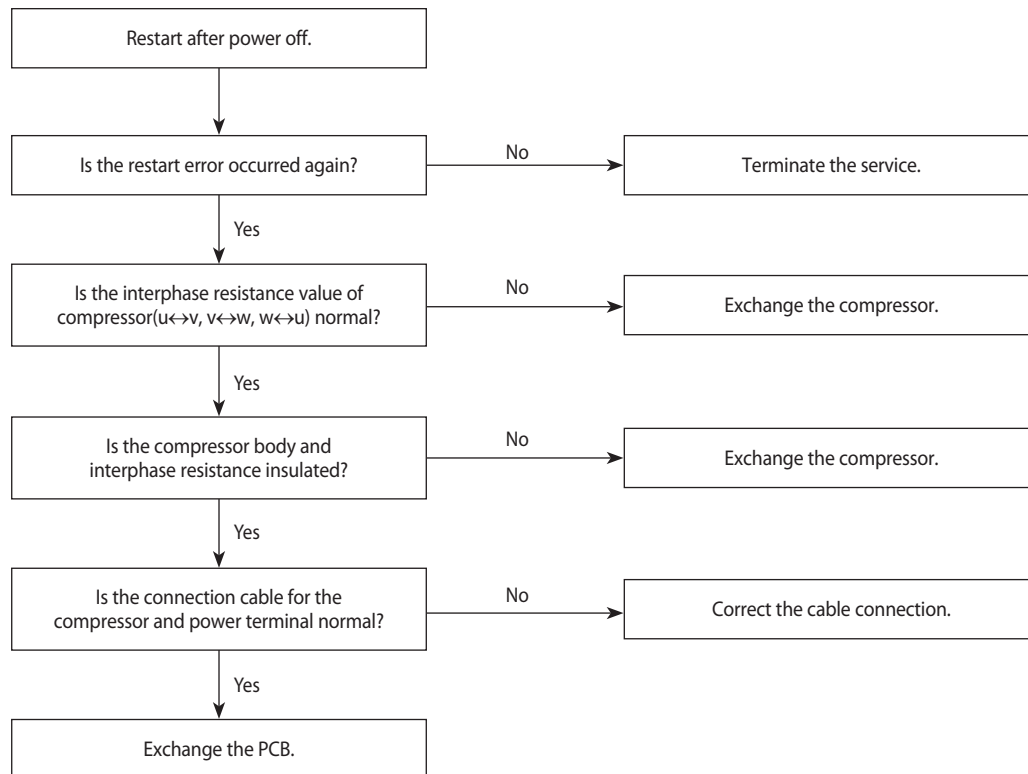 Restart after power off.
Is the restart error occurred again?
No
Terminate the service.
Yes
Is the interphase resistance value of
compressor(u↔v, v↔w, w↔u) normal?
No
Exchange the compressor.
Yes
Is the compressor body and
interphase resistance insulated?
No
Exchange the compressor.
Yes
Is the connection cable for the
compressor and power terminal normal?
No
Correct the cable connection.
Yes
Exchange the PCB.